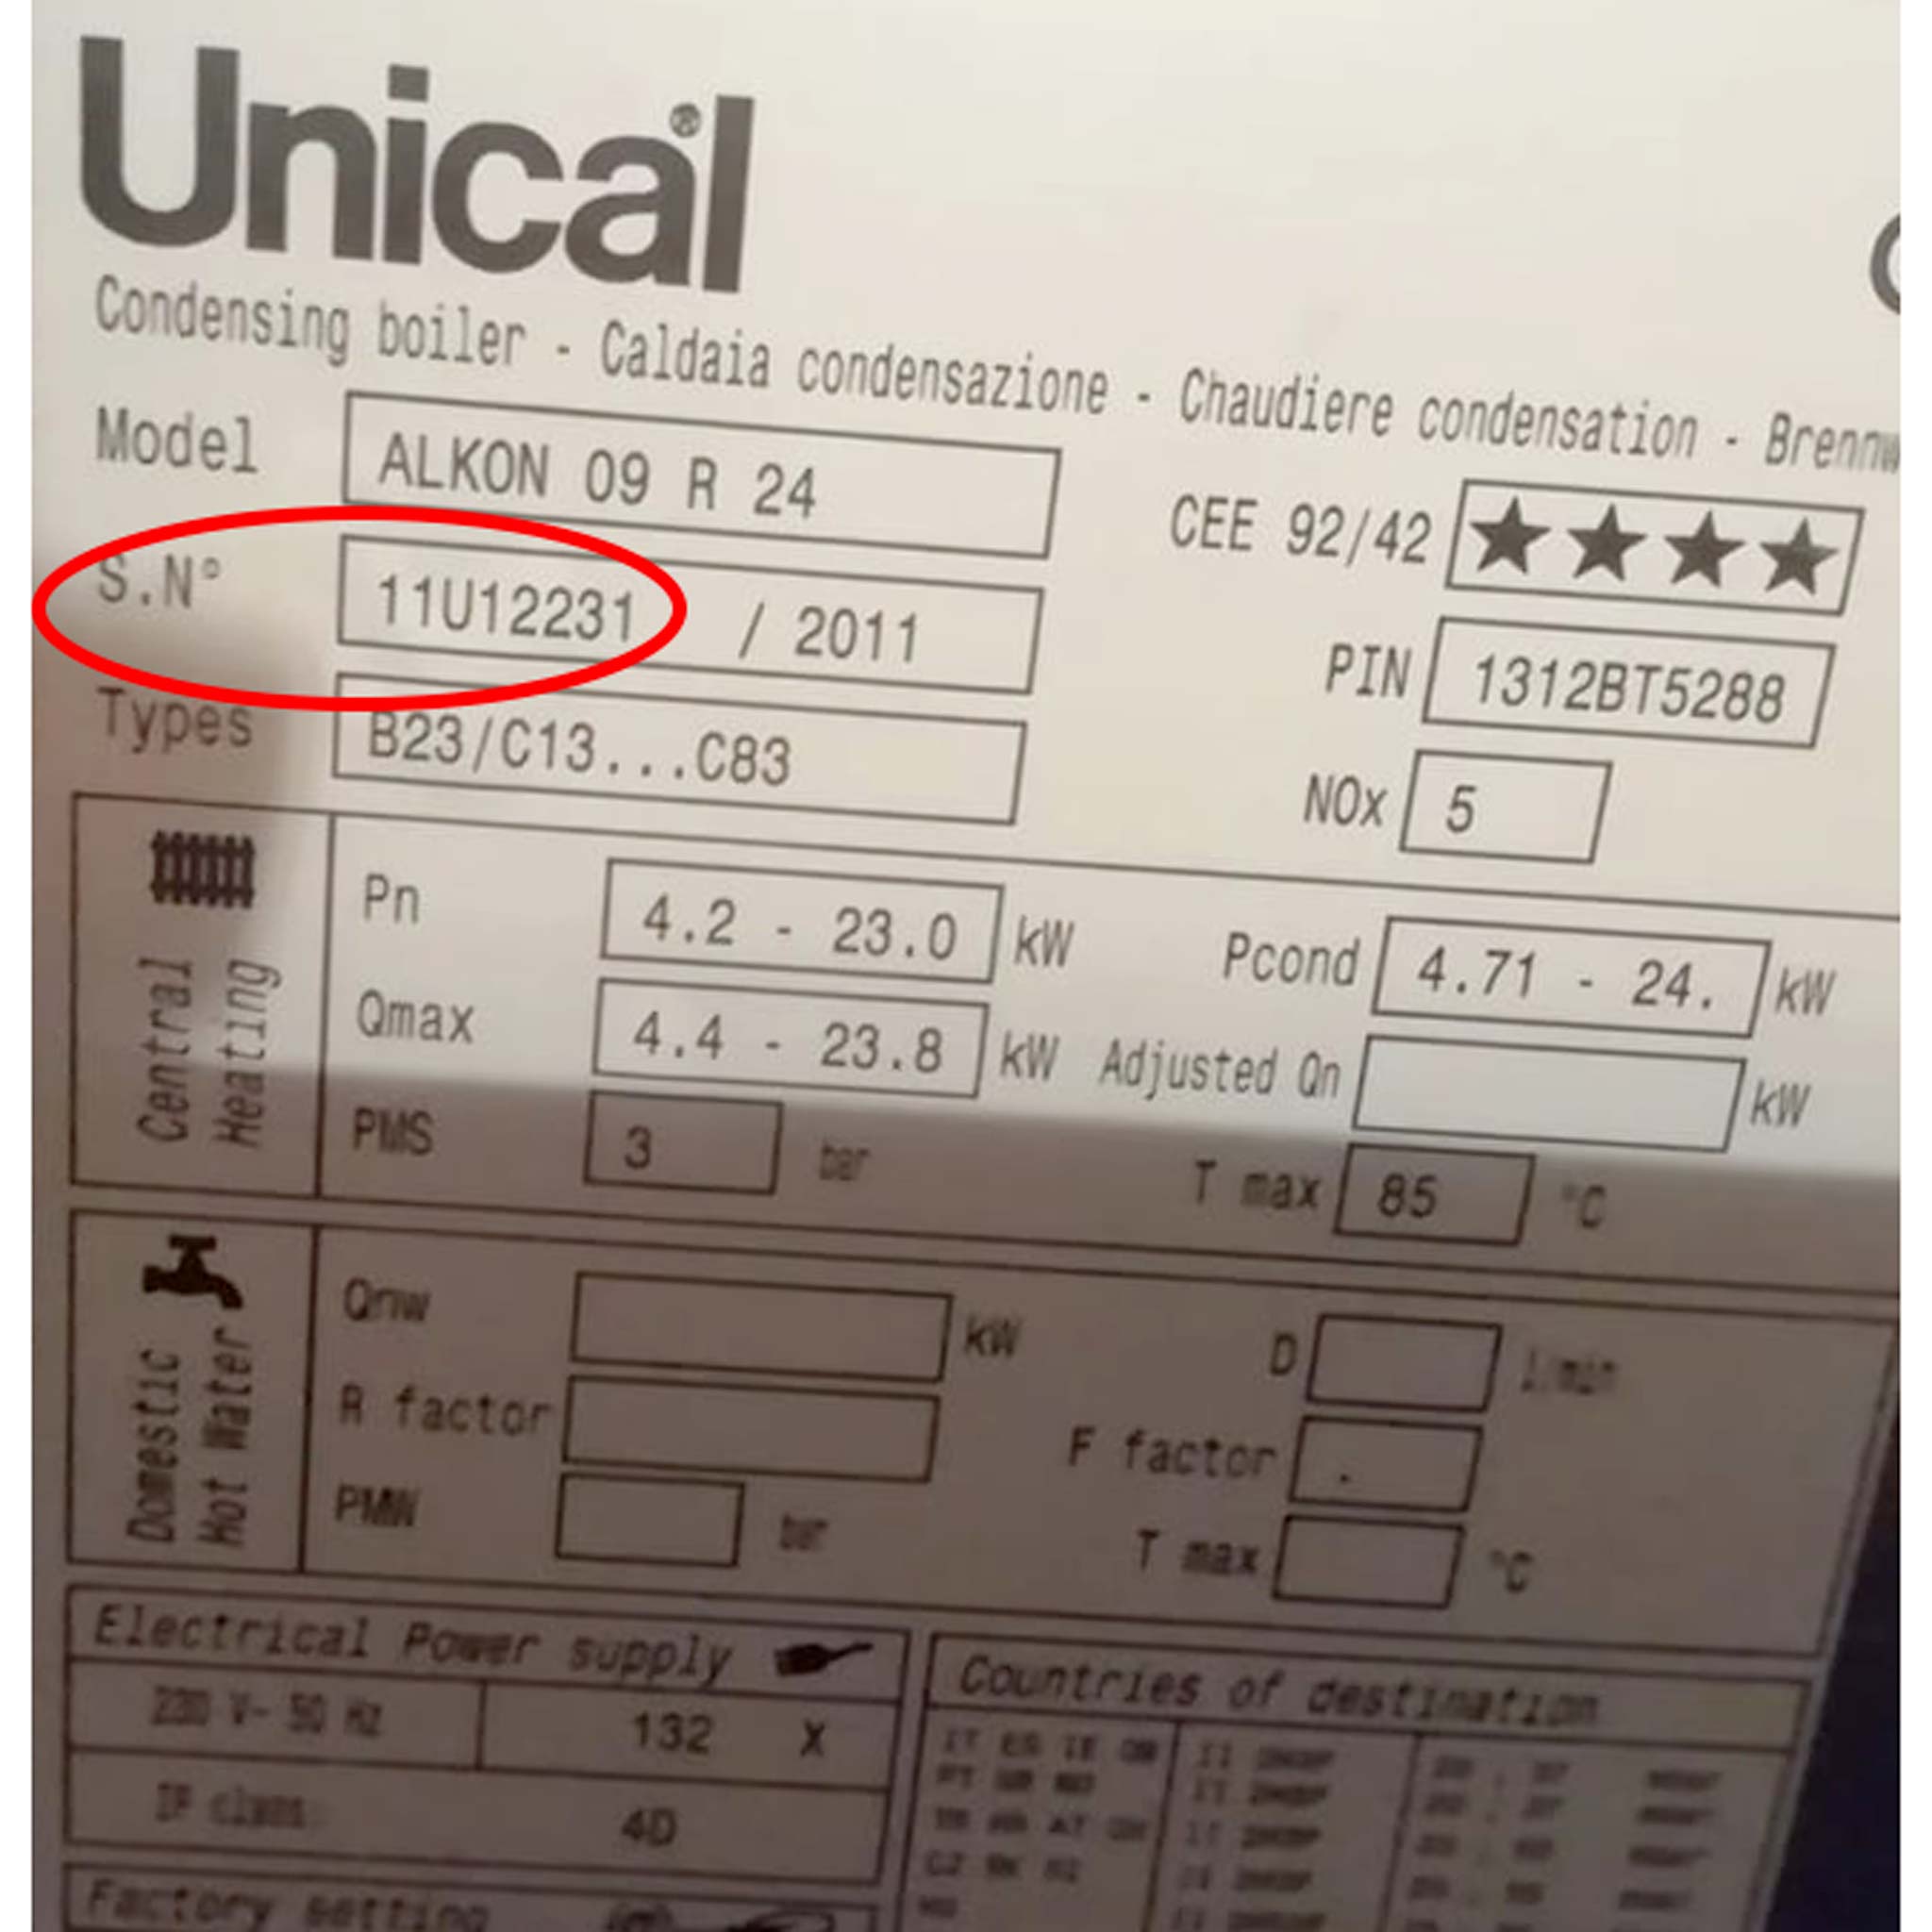 Unical®
Condensing boiler - Caldaia condensazione - Chaudiere condensation - Brennw
Model ALKON 09 R 24
CEE 92/42 ★★★★
S.N° 11U12231 / 2011
PIN 1312BT5288
Types B23/C13...C83
NOx 5
Central Heating
Pn 4.2 - 23.0 kW Pcond 4.71 - 24. kW
Qmax 4.4 - 23.8 kW Adjusted Qn kW
PMS 3 bar T max 85 °C
Domestic Hot Water
Qnw kW D l/min
R factor F factor .
PMW bar T max °C
Electrical Power supply
230 V~ 50 Hz 132 X
IP class 4D
Countries of destination
Factory setting